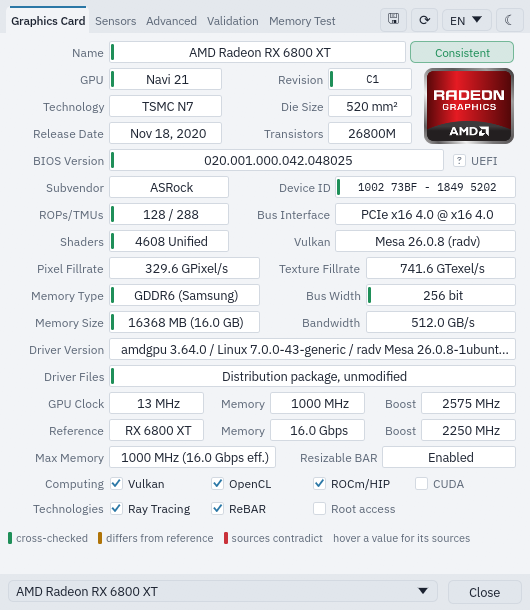 Graphics Card Sensors Advanced Validation Memory Test EN
Name AMD Radeon RX 6800 XT Consistent
GPU Navi 21 Revision C1
RADEON
GRAPHICS
AMD
Technology TSMC N7 Die Size 520 mm²
Release Date Nov 18, 2020 Transistors 26800M
BIOS Version 020.001.000.042.048025 ? UEFI
Subvendor ASRock Device ID 1002 73BF - 1849 5202
ROPs/TMUs 128 / 288 Bus Interface PCIe x16 4.0 @ x16 4.0
Shaders 4608 Unified Vulkan Mesa 26.0.8 (radv)
Pixel Fillrate 329.6 GPixel/s Texture Fillrate 741.6 GTexel/s
Memory Type GDDR6 (Samsung) Bus Width 256 bit
Memory Size 16368 MB (16.0 GB) Bandwidth 512.0 GB/s
Driver Version amdgpu 3.64.0 / Linux 7.0.0-43-generic / radv Mesa 26.0.8-1ubunt...
Driver Files Distribution package, unmodified
GPU Clock 13 MHz Memory 1000 MHz Boost 2575 MHz
Reference RX 6800 XT Memory 16.0 Gbps Boost 2250 MHz
Max Memory 1000 MHz (16.0 Gbps eff.) Resizable BAR Enabled
Computing Vulkan OpenCL ROCm/HIP CUDA
Technologies Ray Tracing ReBAR Root access
cross-checked differs from reference sources contradict hover a value for its sources
AMD Radeon RX 6800 XT Close